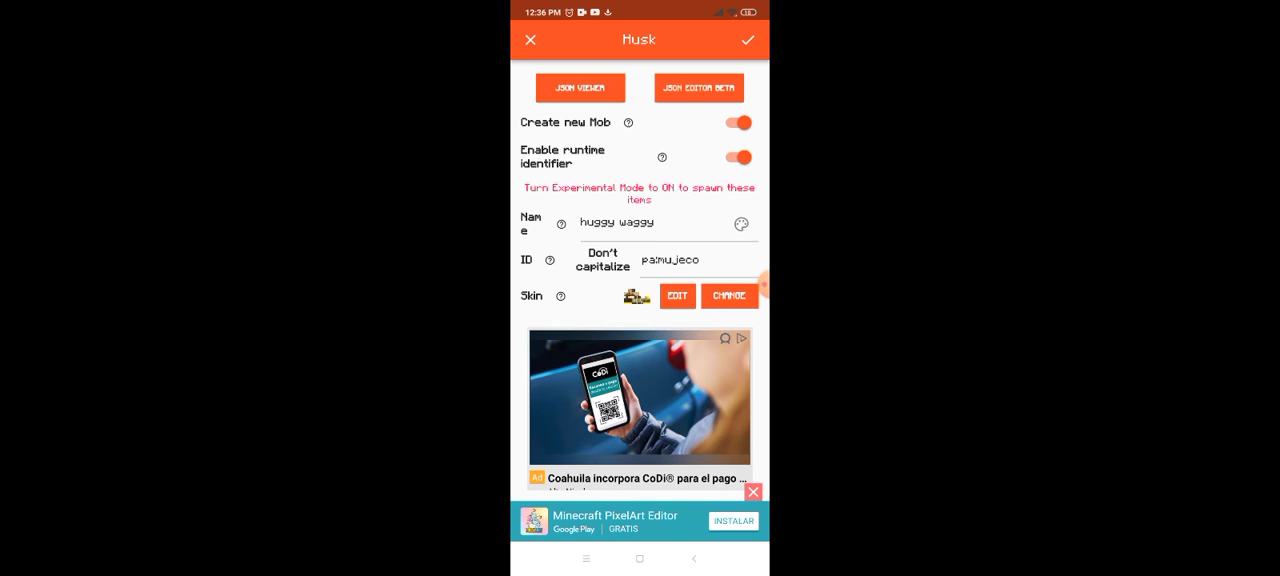 12:36 PM
Husk
JSON VIEWER
JSON EDITOR BETA
Create new Mob
Enable runtime
identifier
Turn Experimental Mode to ON to spawn these
items
Nam
e
huggy waggy
ID
Don't
capitalize
pa:mujeco
Skin
EDIT
CHANGE
CoDi
Ad
Coahuila incorpora CoDi® para el pago ...
Minecraft PixelArt Editor
Google Play
GRATIS
INSTALAR